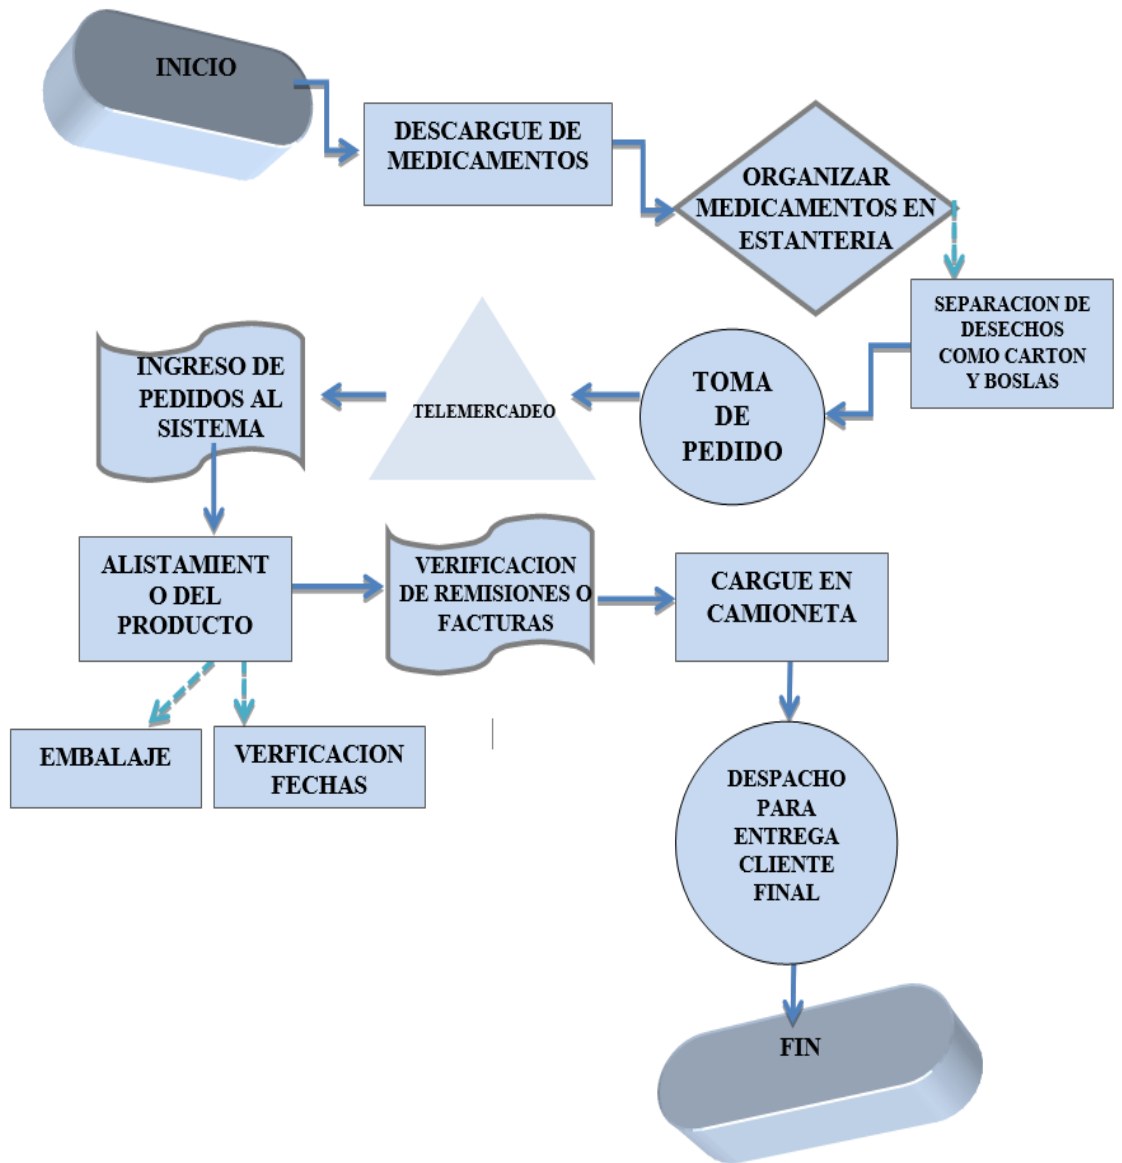 INICIO
DESCARGUE DE
MEDICAMENTOS
ORGANIZAR
MEDICAMENTOS EN
ESTANTERIA
SEPARACION DE
DESECHOS
COMO CARTON
Y BOSLAS
TOMA
DE
PEDIDO
TELEMERCADEO
INGRESO DE
PEDIDOS AL
SISTEMA
ALISTAMIENT
O DEL
PRODUCTO
EMBALAJE
VERFICACION
FECHAS
VERIFICACION
DE REMISIONES O
FACTURAS
CARGUE EN
CAMIONETA
DESPACHO
PARA
ENTREGA
CLIENTE
FINAL
FIN